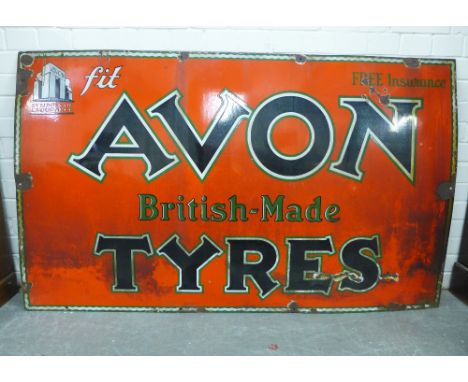 fit
FREE Insurance
AVON
British-Made
TYRES